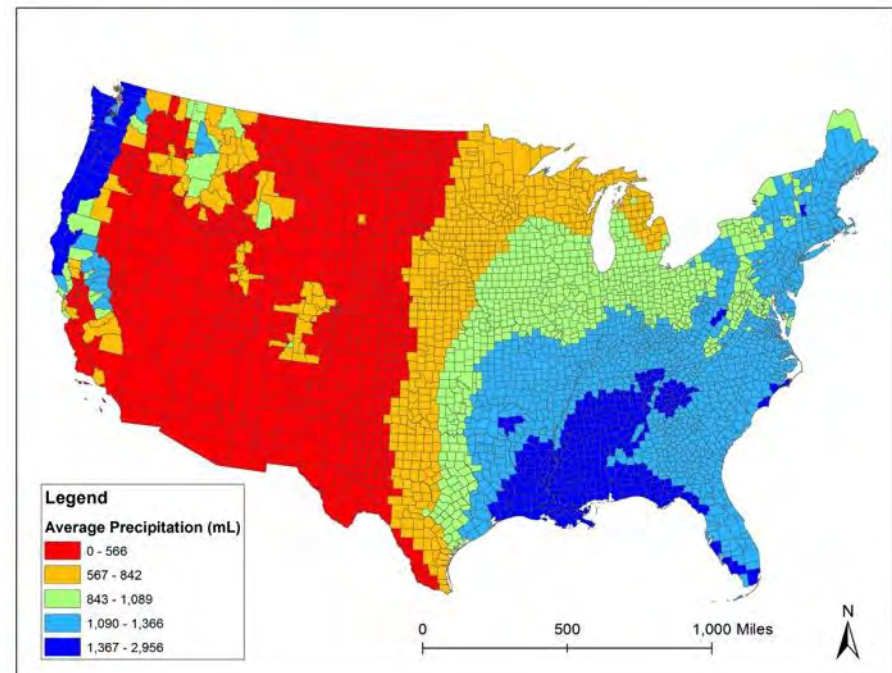 Legend
Average Precipitation (mL)
0 - 566
567 - 842
843 - 1,089
1,090 - 1,366
1,367 - 2,956
0 500 1,000 Miles
N